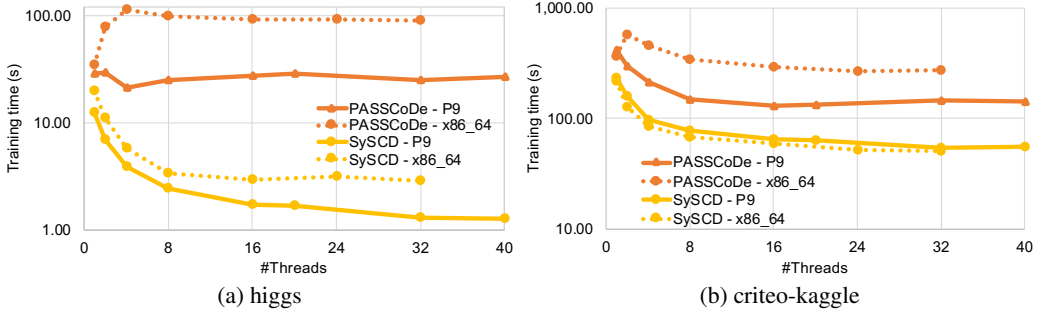 100.00
10.00
1.00
Training time (s)
0
8
16
24
32
40
#Threads
PASSCoDe - P9
PASSCoDe - x86_64
SySCD - P9
SySCD - x86_64
(a) higgs
1,000.00
100.00
10.00
Training time (s)
0
8
16
24
32
40
#Threads
PASSCoDe - P9
PASSCoDe - x86_64
SySCD - P9
SySCD - x86_64
(b) criteo-kaggle